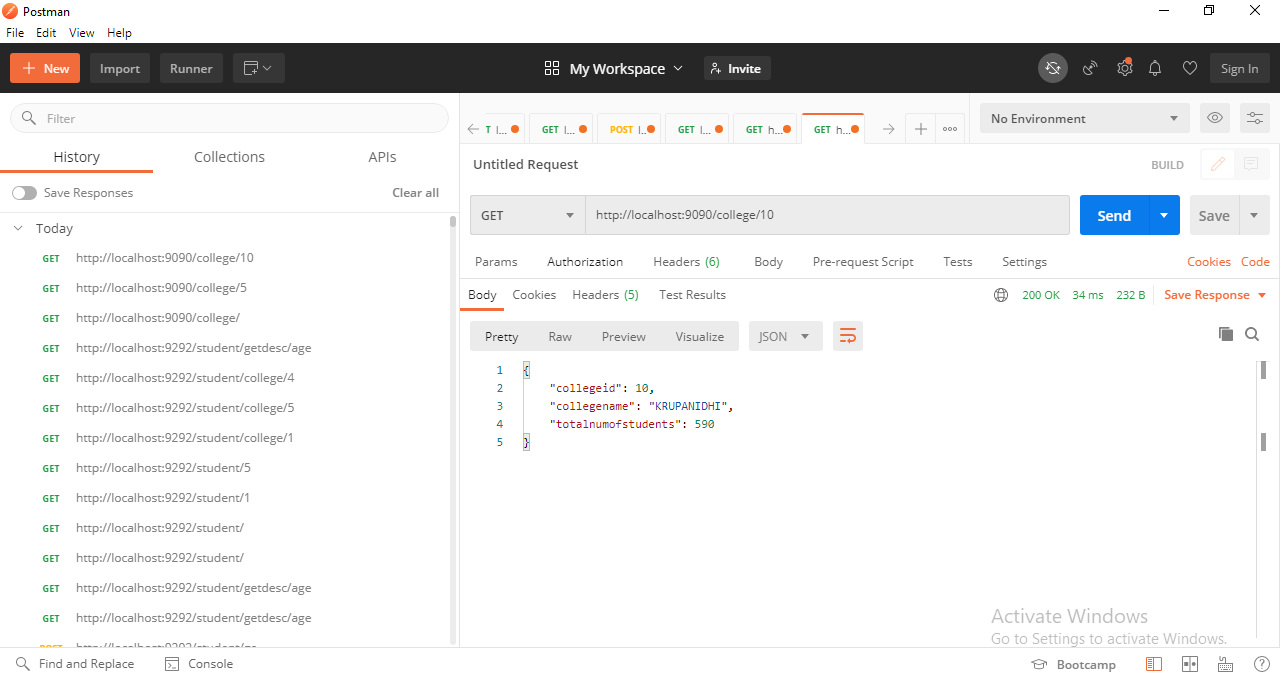 Postman
File Edit View Help
New Import Runner My Workspace Invite Sign In
Filter
History Collections APIs
Save Responses Clear all
Today
GET http://localhost:9090/college/10
GET http://localhost:9090/college/5
GET http://localhost:9090/college/
GET http://localhost:9292/student/getdesc/age
GET http://localhost:9292/student/college/4
GET http://localhost:9292/student/college/5
GET http://localhost:9292/student/college/1
GET http://localhost:9292/student/5
GET http://localhost:9292/student/1
GET http://localhost:9292/student/
GET http://localhost:9292/student/
GET http://localhost:9292/student/getdesc/age
GET http://localhost:9292/student/getdesc/age
T l... GET l... POST l... GET l... GET h... GET h... No Environment
Untitled Request BUILD
GET http://localhost:9090/college/10 Send Save
Params Authorization Headers (6) Body Pre-request Script Tests Settings Cookies Code
Body Cookies Headers (5) Test Results 200 OK 34 ms 232 B Save Response
Pretty Raw Preview Visualize JSON
1 {
2 "collegeid": 10,
3 "collegename": "KRUPANIDHI",
4 "totalnumofstudents": 590
5 }
Activate Windows
Go to Settings to activate Windows.
Find and Replace Console Bootcamp